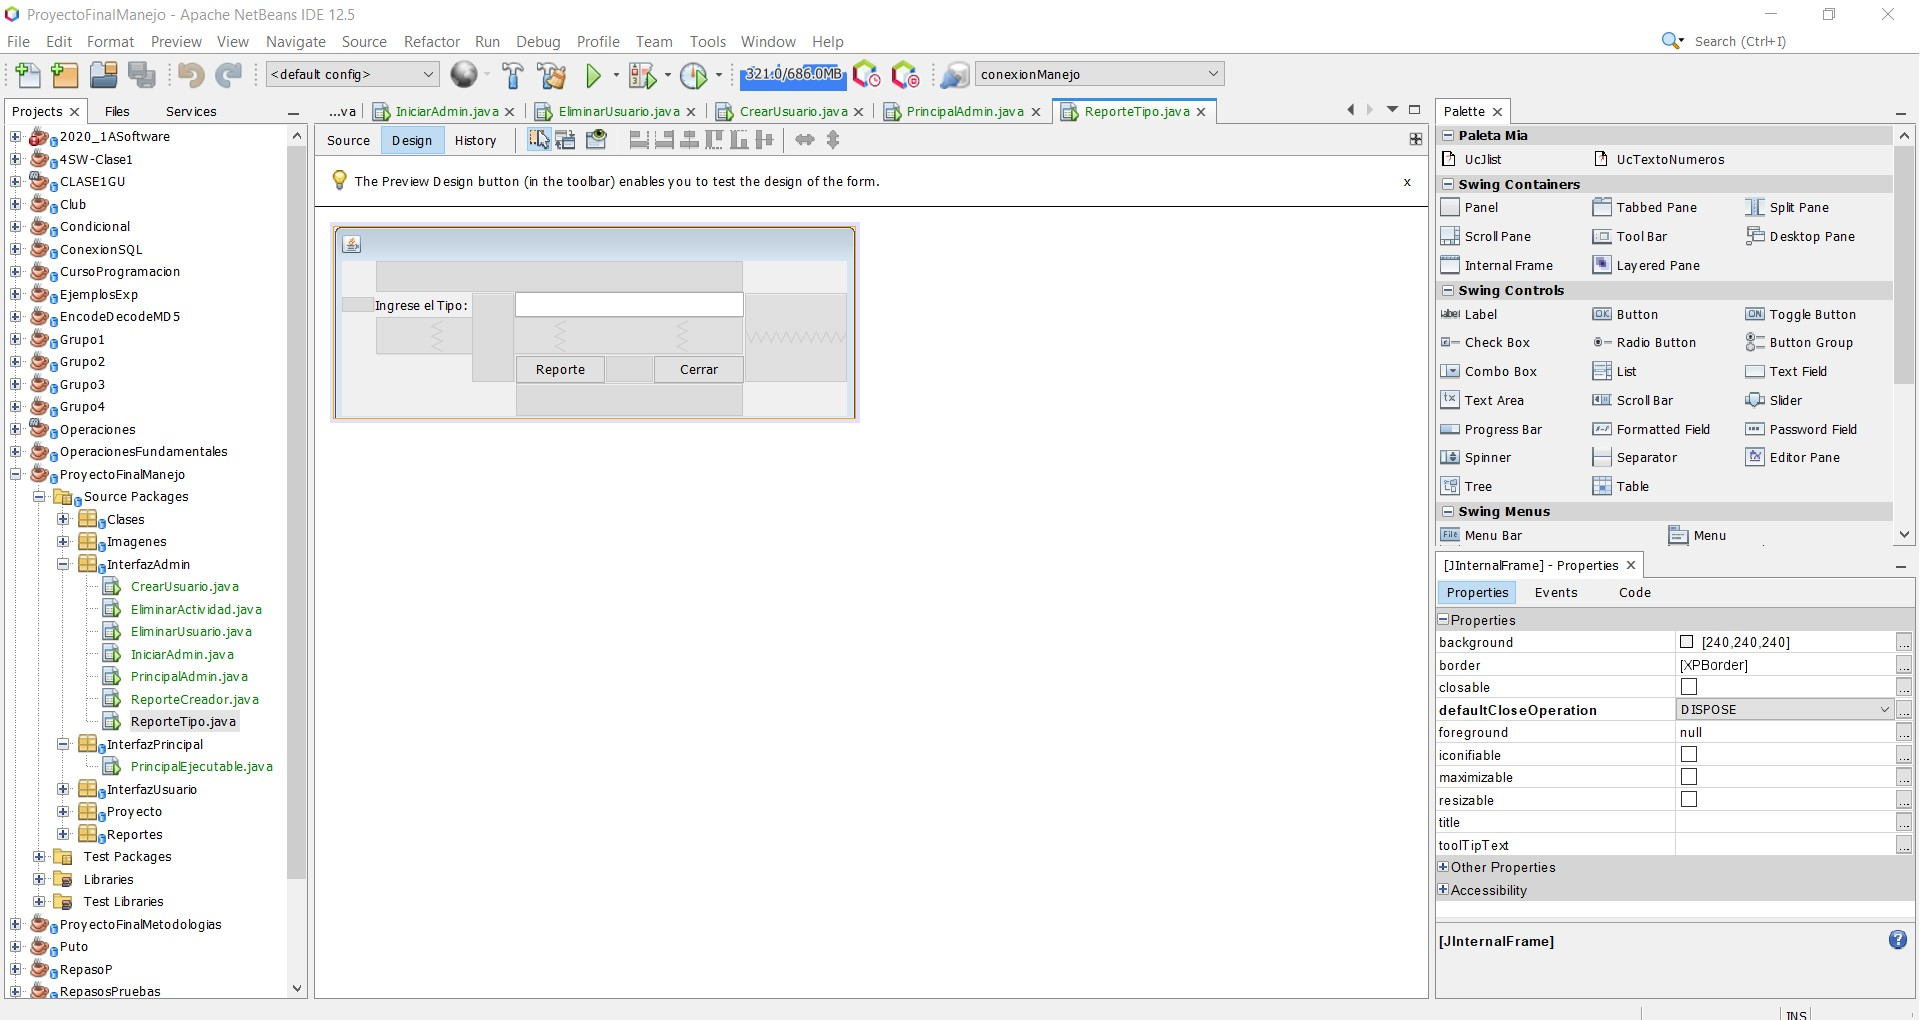 ProyectoFinalManejo - Apache NetBeans IDE 12.5
File Edit Format Preview View Navigate Source Refactor Run Debug Profile Team Tools Window Help
Search (Ctrl+I)
<default config>
321.0/686.0MB
conexionManejo
Projects Files Services
...va IniciarAdmin.java EliminarUsuario.java CrearUsuario.java PrincipalAdmin.java ReporteTipo.java
Source Design History
The Preview Design button (in the toolbar) enables you to test the design of the form.
x
Ingrese el Tipo:
Reporte Cerrar
2020_1ASoftware
4SW-Clase1
CLASE1GU
Club
Condicional
ConexionSQL
CursoProgramacion
EjemplosExp
EncodeDecodeMD5
Grupo1
Grupo2
Grupo3
Grupo4
Operaciones
OperacionesFundamentales
ProyectoFinalManejo
Source Packages
Clases
Imagenes
InterfazAdmin
CrearUsuario.java
EliminarActividad.java
EliminarUsuario.java
IniciarAdmin.java
PrincipalAdmin.java
ReporteCreador.java
ReporteTipo.java
InterfazPrincipal
PrincipalEjecutable.java
InterfazUsuario
Proyecto
Reportes
Test Packages
Libraries
Test Libraries
ProyectoFinalMetodologias
Puto
RepasoP
RepasosPruebas
Palette
Paleta Mia
UcJlist UcTextoNumeros
Swing Containers
Panel Tabbed Pane Split Pane
Scroll Pane Tool Bar Desktop Pane
Internal Frame Layered Pane
Swing Controls
label Label OK Button ON Toggle Button
Check Box Radio Button Button Group
Combo Box List Text Field
Text Area Scroll Bar Slider
Progress Bar Formatted Field Password Field
Spinner Separator Editor Pane
Tree Table
Swing Menus
File Menu Bar Menu
[JInternalFrame] - Properties
Properties Events Code
Properties
background [240,240,240] ...
border [XPBorder] ...
closable ...
defaultCloseOperation DISPOSE ...
foreground null ...
iconifiable ...
maximizable ...
resizable ...
title ...
toolTipText ...
Other Properties
Accessibility
[JInternalFrame]
?
INS